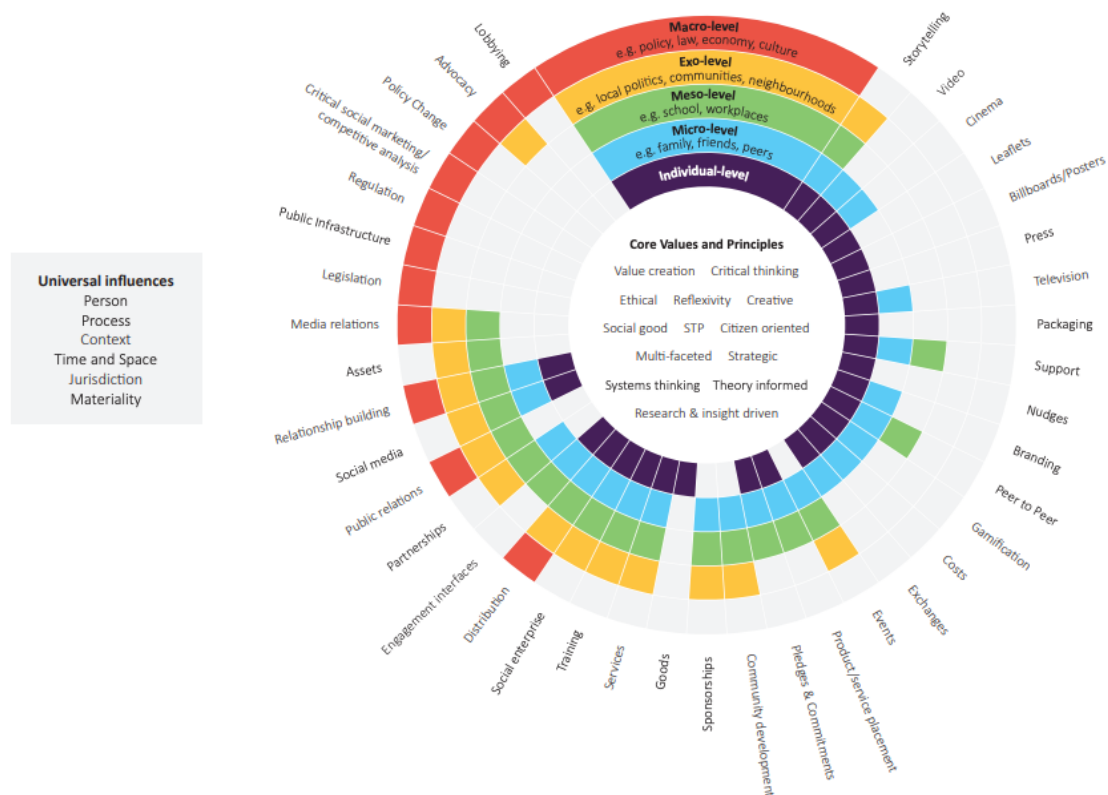 Universal influences
Person
Process
Context
Time and Space
Jurisdiction
Materiality
Macro-level
e.g. policy, law, economy, culture
Exo-level
e.g. local politics, communities, neighbourhoods
Meso-level
e.g. school, workplaces
Micro-level
e.g. family, friends, peers
Individual-level
Core Values and Principles
Value creation Critical thinking
Ethical Reflexivity Creative
Social good STP Citizen oriented
Multi-faceted Strategic
Systems thinking Theory informed
Research & insight driven
Storytelling
Video
Cinema
Leaflets
Billboards/Posters
Press
Television
Packaging
Support
Nudges
Branding
Peer to Peer
Gamification
Costs
Exchanges
Events
Product/service placement
Pledges & Commitments
Community development
Sponsorships
Goods
Services
Training
Social enterprise
Distribution
Engagement interfaces
Partnerships
Public relations
Social media
Relationship building
Assets
Media relations
Legislation
Public Infrastructure
Regulation
Critical social marketing/
competitive analysis
Policy Change
Advocacy
Lobbying